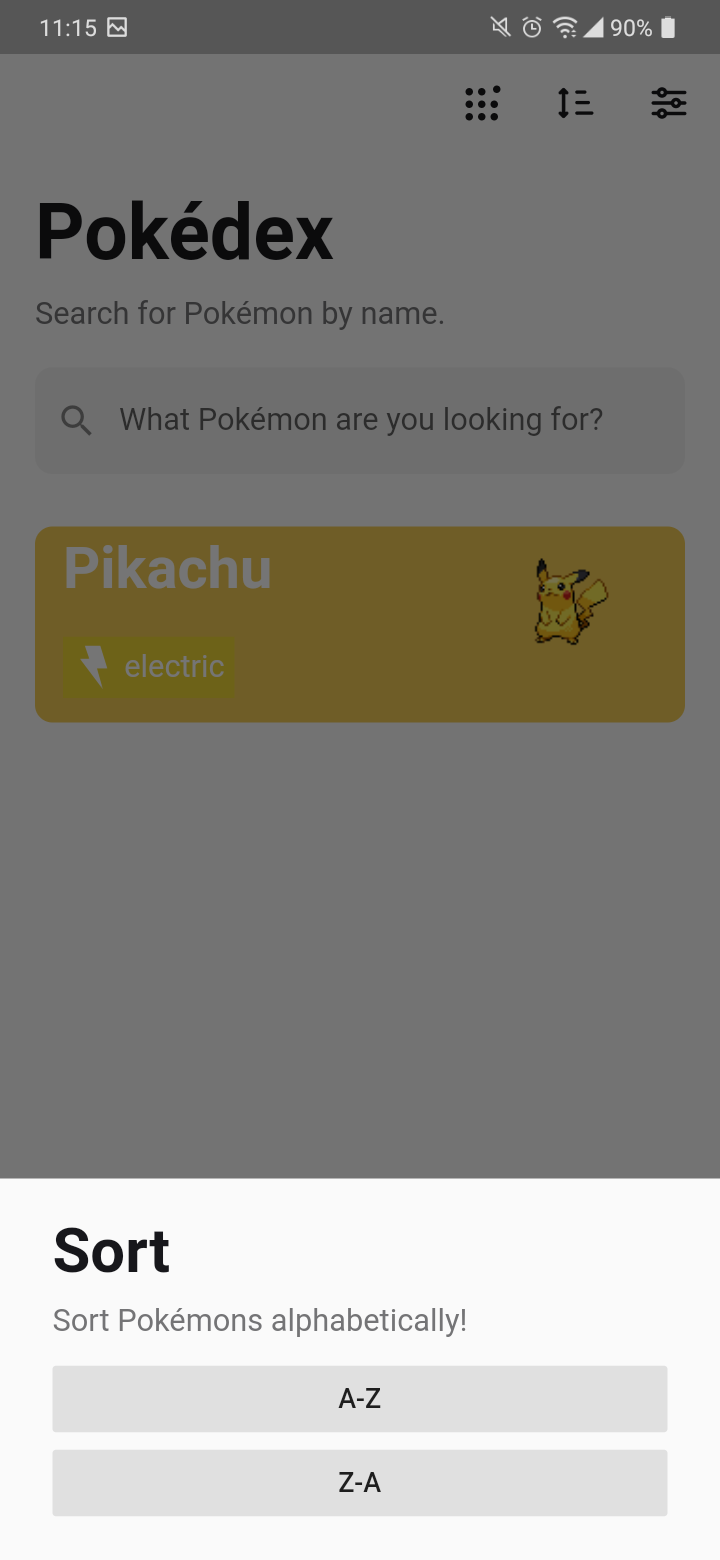 11:15
90%
Pokédex
Search for Pokémon by name.
What Pokémon are you looking for?
Pikachu
electric
Sort
Sort Pokémons alphabetically!
A-Z
Z-A